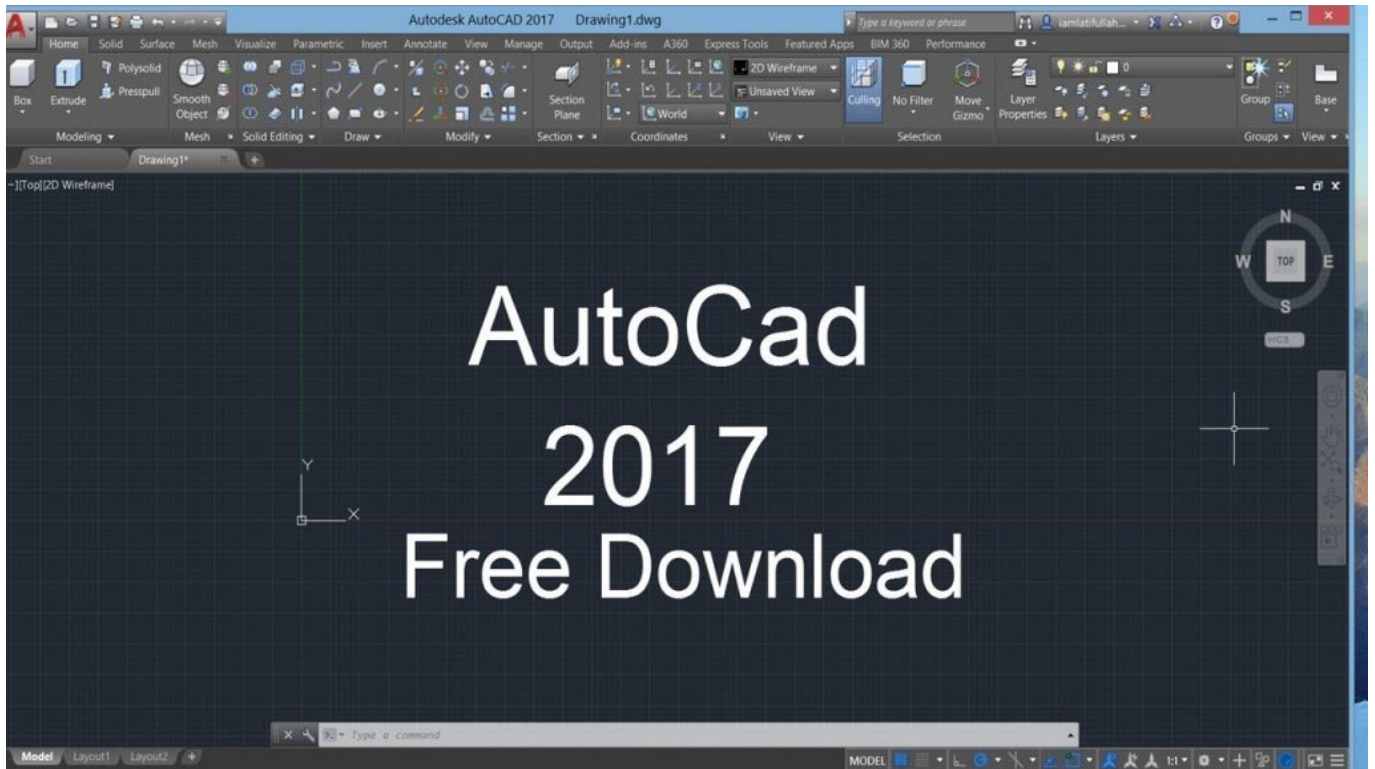 Autodesk AutoCAD 2017 Drawing1.dwg
Type a keyword or phrase
iamlatifullah...
Home Solid Surface Mesh Visualize Parametric Insert Annotate View Manage Output Add-ins A360 Express Tools Featured Apps BIM 360 Performance
Polysolid
Presspull
Box
Extrude
Smooth
Object
Section
Plane
World
2D Wireframe
Unsaved View
Culling
No Filter
Move
Gizmo
Layer
Properties
0
Group
Base
Modeling Mesh Solid Editing Draw Modify Section Coordinates View Selection Layers Groups View
Start Drawing1*
-][Top][2D Wireframe]
N
W TOP E
S
WCS
AutoCad
2017
Y
X
Free Download
Type a command
Model Layout1 Layout2
MODEL 1:1